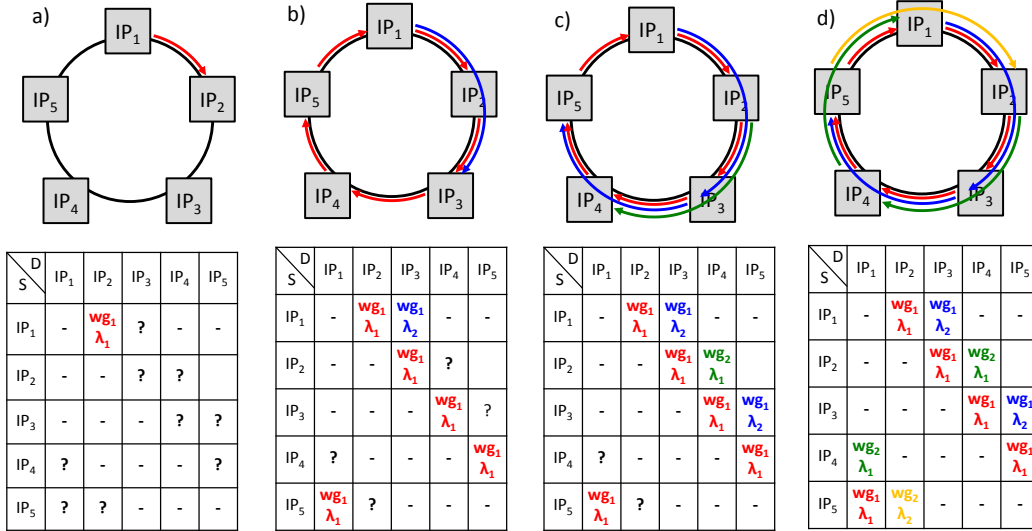 a)
IP₁
IP₅ IP₂
IP₄ IP₃
b)
IP₁
IP₅ IP₂
IP₄ IP₃
c)
IP₁
IP₅ IP₂
IP₄ IP₃
d)
IP₁
IP₅ IP₂
IP₄ IP₃
D
S IP₁ IP₂ IP₃ IP₄ IP₅
IP₁ - wg₁ λ₁ ? - -
IP₂ - - ? ? -
IP₃ - - - ? ?
IP₄ ? - - - ?
IP₅ ? ? - - -
D
S IP₁ IP₂ IP₃ IP₄ IP₅
IP₁ - wg₁ λ₁ wg₁ λ₂ - -
IP₂ - - wg₁ λ₁ ? -
IP₃ - - - wg₁ λ₁ ?
IP₄ ? - - - wg₁ λ₁
IP₅ wg₁ λ₁ ? - - -
D
S IP₁ IP₂ IP₃ IP₄ IP₅
IP₁ - wg₁ λ₁ wg₁ λ₂ - -
IP₂ - - wg₁ λ₁ wg₂ λ₁ -
IP₃ - - - wg₁ λ₁ wg₁ λ₂
IP₄ ? - - - wg₁ λ₁
IP₅ wg₁ λ₁ ? - - -
D
S IP₁ IP₂ IP₃ IP₄ IP₅
IP₁ - wg₁ λ₁ wg₁ λ₂ - -
IP₂ - - wg₁ λ₁ wg₂ λ₁ -
IP₃ - - - wg₁ λ₁ wg₁ λ₂
IP₄ wg₂ λ₁ - - - wg₁ λ₁
IP₅ wg₁ λ₁ wg₂ λ₂ - - -